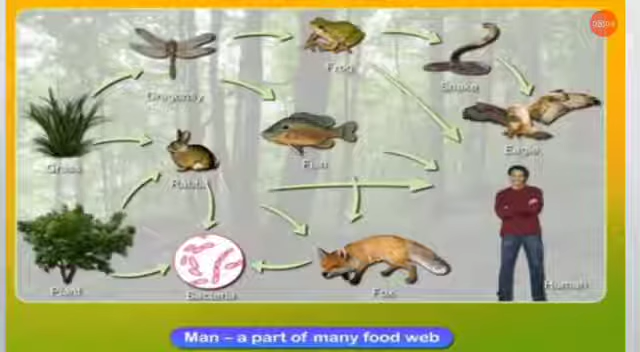 Frog
Snake
Dragonfly
Eagle
Fish
Grass
Rabbit
Plant
Bacteria
Fox
Human
Man – a part of many food web